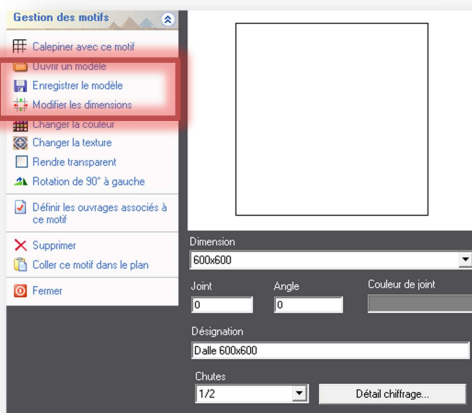 Gestion des motifs
Calepiner avec ce motif
Ouvrir un modèle
Enregistrer le modèle
Modifier les dimensions
Changer la couleur
Changer la texture
Rendre transparent
Rotation de 90° à gauche
Définir les ouvrages associés à
ce motif
Supprimer
Coller ce motif dans le plan
Fermer
Dimension
600x600
Joint
Angle
Couleur de joint
0
0
Désignation
Dalle 600x600
Chutes
1/2
Détail chiffrage...